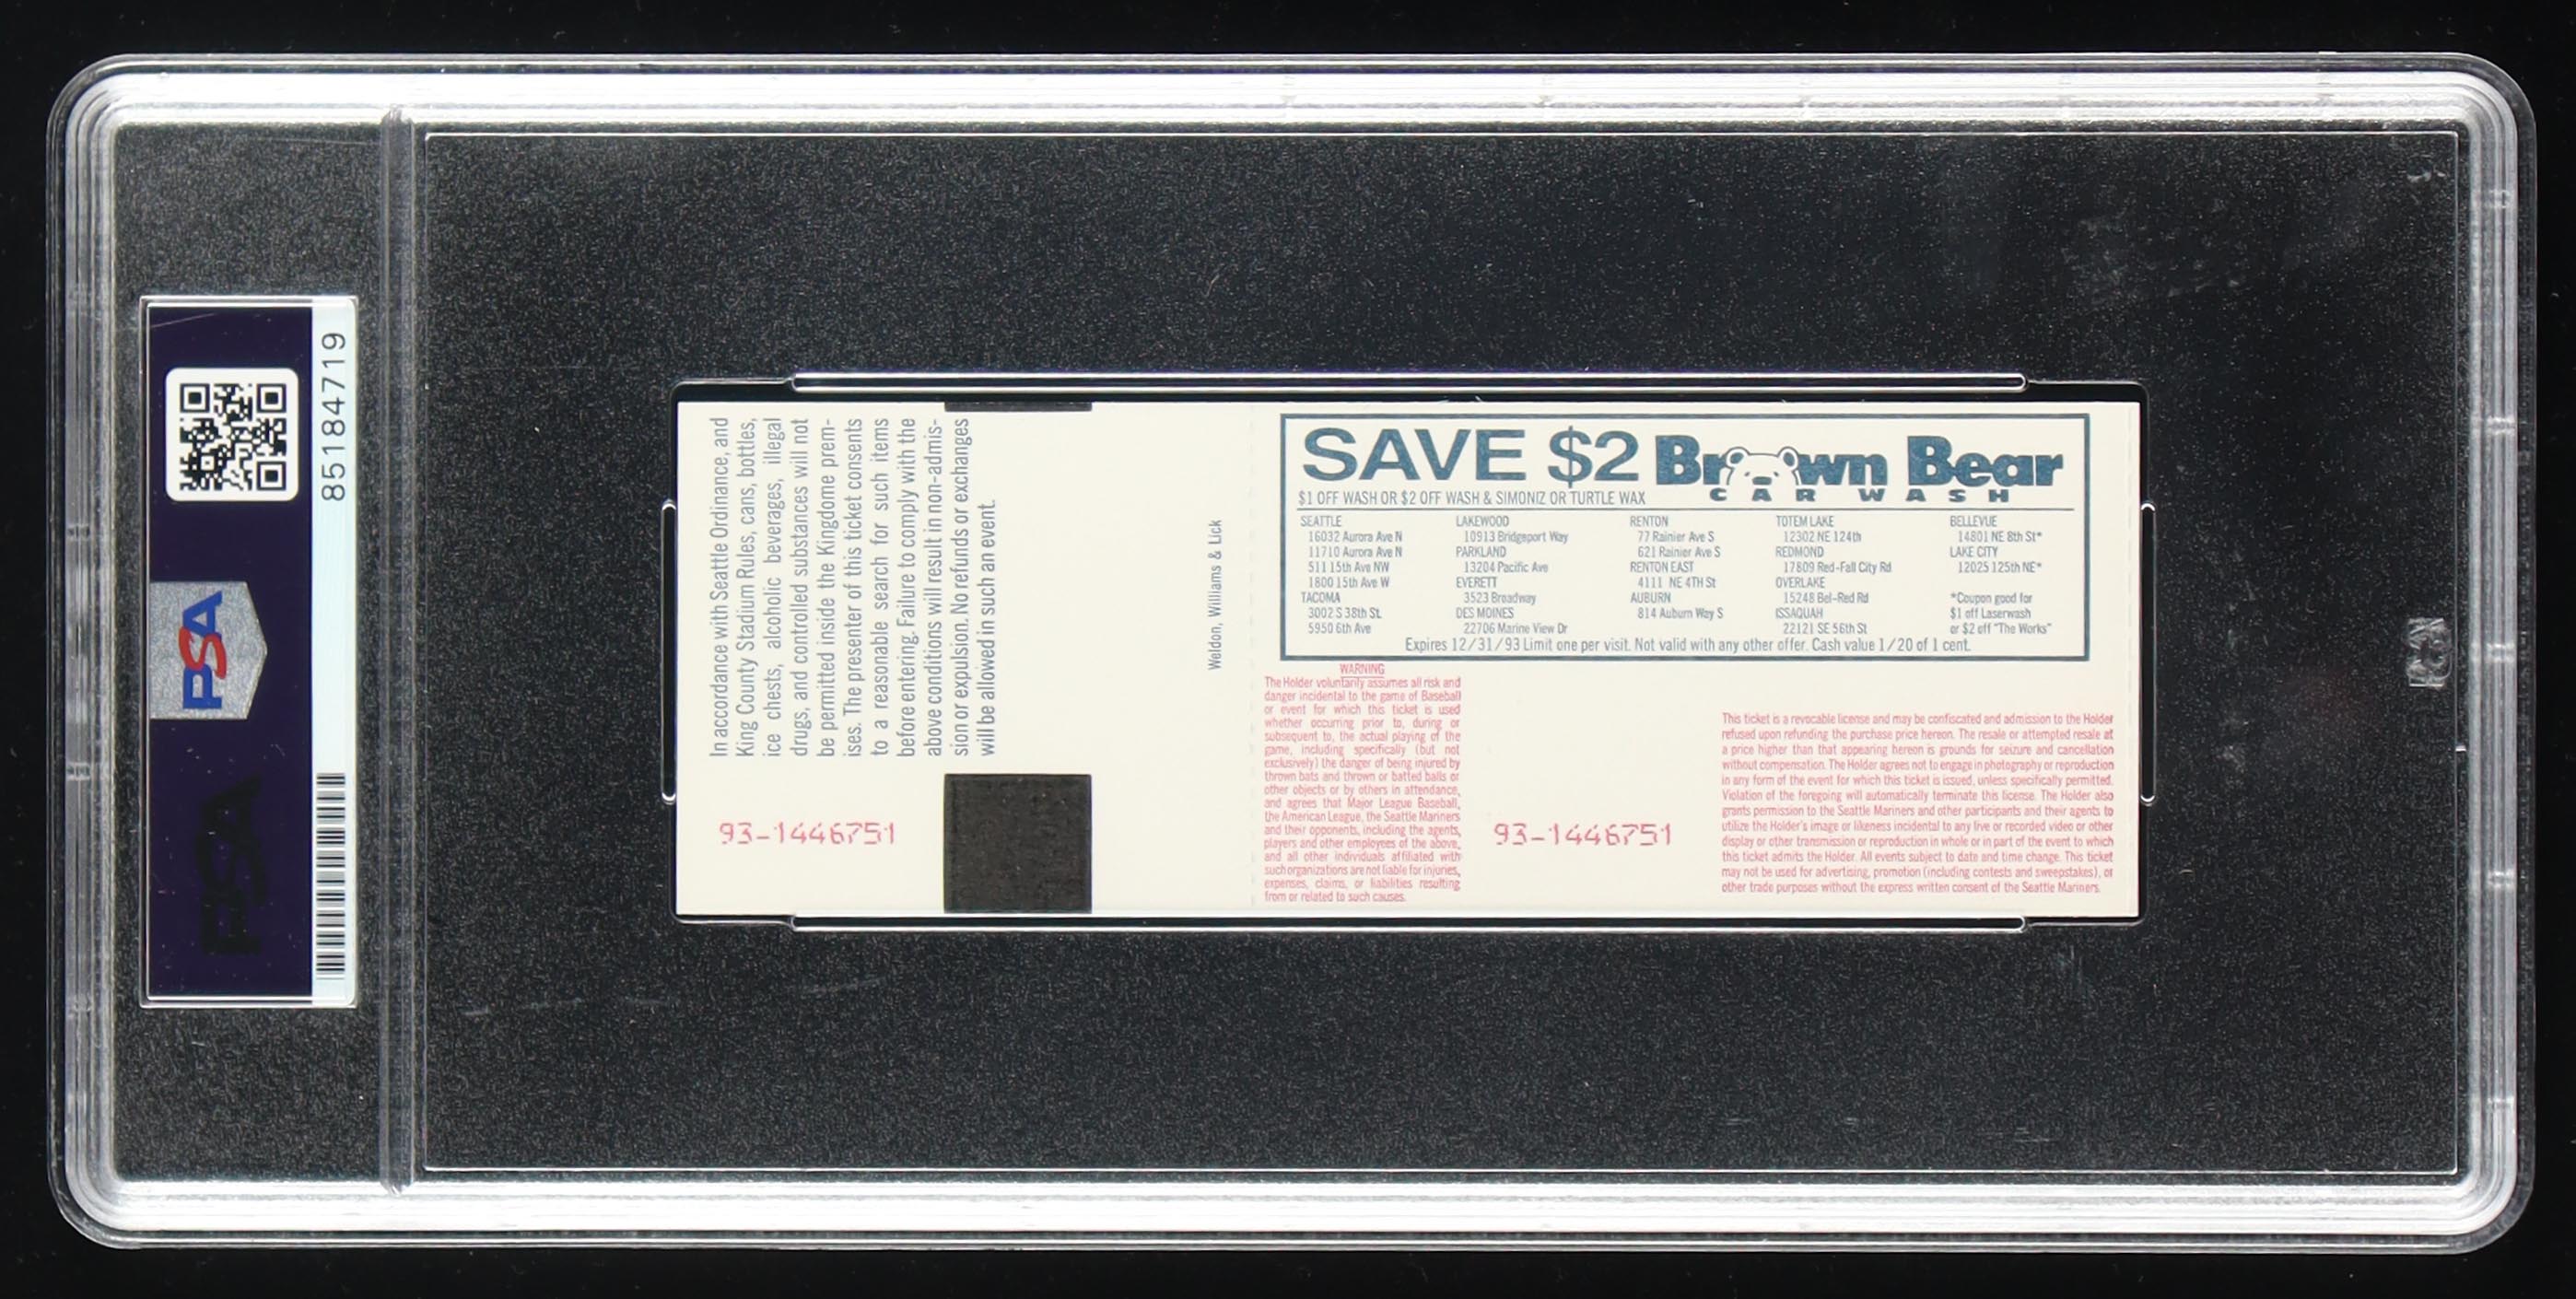 85184719
PSA
PSA
In accordance with Seattle Ordinance, and
King County Stadium Rules, cans, bottles,
ice chests, alcoholic beverages, illegal
drugs, and controlled substances will not
be permitted inside the Kingdome prem-
ises. The presenter of this ticket consents
to a reasonable search for such items
before entering. Failure to comply with the
above conditions will result in non-admis-
sion or expulsion. No refunds or exchanges
will be allowed in such an event.
93-1446751
Weldon, Williams & Lick
SAVE $2 Brown Bear
CAR WASH
$1 OFF WASH OR $2 OFF WASH & SIMONIZ OR TURTLE WAX
SEATTLE
16032 Aurora Ave N
11710 Aurora Ave N
511 15th Ave NW
1800 15th Ave W
TACOMA
3002 S 38th St.
5950 6th Ave
LAKEWOOD
10913 Bridgeport Way
PARKLAND
13204 Pacific Ave
EVERETT
3523 Broadway
DES MOINES
22706 Marine View Dr
RENTON
77 Rainier Ave S
621 Rainier Ave S
RENTON EAST
4111 NE 4TH St
AUBURN
814 Auburn Way S
TOTEM LAKE
12302 NE 124th
REDMOND
17809 Red-Fall City Rd
OVERLAKE
15248 Bel-Red Rd
ISSAQUAH
22121 SE 56th St
BELLEVUE
14801 NE 8th St*
LAKE CITY
12025 125th NE*
*Coupon good for
$1 off Laserwash
or $2 off "The Works"
Expires 12/31/93 Limit one per visit. Not valid with any other offer. Cash value 1/20 of 1 cent.
WARNING
The Holder voluntarily assumes all risk and
danger incidental to the game of Baseball
or event for which this ticket is used
whether occurring prior to, during or
subsequent to, the actual playing of the
game, including specifically (but not
exclusively) the danger of being injured by
thrown bats and thrown or batted balls or
other objects or by others in attendance,
and agrees that Major League Baseball,
the American League, the Seattle Mariners
and their opponents, including the agents,
players and other employees of the above,
and all other individuals affiliated with
such organizations are not liable for injuries,
expenses, claims, or liabilities resulting
from or related to such causes.
93-1446751
This ticket is a revocable license and may be confiscated and admission to the Holder
refused upon refunding the purchase price hereon. The resale or attempted resale at
a price higher than that appearing hereon is grounds for seizure and cancellation
without compensation. The Holder agrees not to engage in photography or reproduction
in any form of the event for which this ticket is issued, unless specifically permitted.
Violation of the foregoing will automatically terminate this license. The Holder also
grants permission to the Seattle Mariners and other participants and their agents to
utilize the Holder's image or likeness incidental to any live or recorded video or other
display or other transmission or reproduction in whole or in part of the event to which
this ticket admits the Holder. All events subject to date and time change. This ticket
may not be used for advertising, promotion (including contests and sweepstakes), or
other trade purposes without the express written consent of the Seattle Mariners.